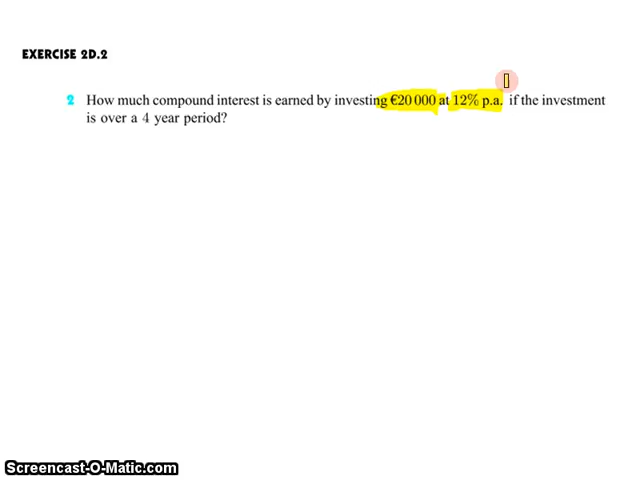 EXERCISE 2D.2
2 How much compound interest is earned by investing €20 000 at 12% p.a. if the investment
is over a 4 year period?
Screencast-O-Matic.com